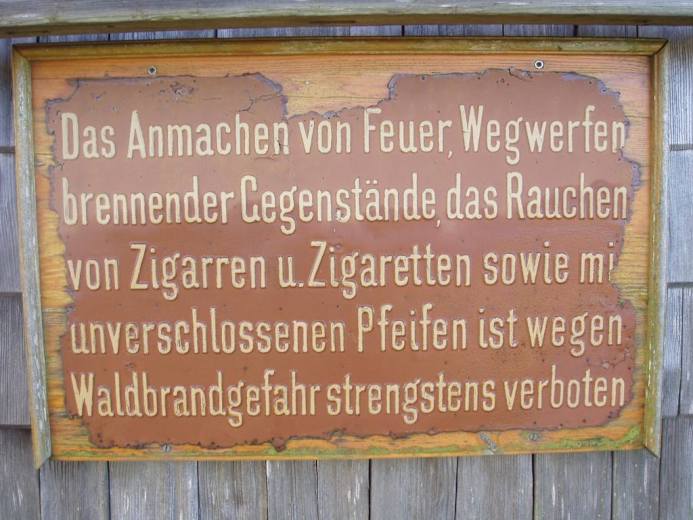 Das Anmachen von Feuer, Wegwerfen
brennender Gegenstände, das Rauchen
von Zigarren u. Zigaretten sowie mi
unverschlossenen Pfeifen ist wegen
Waldbrandgefahr strengstens verboten